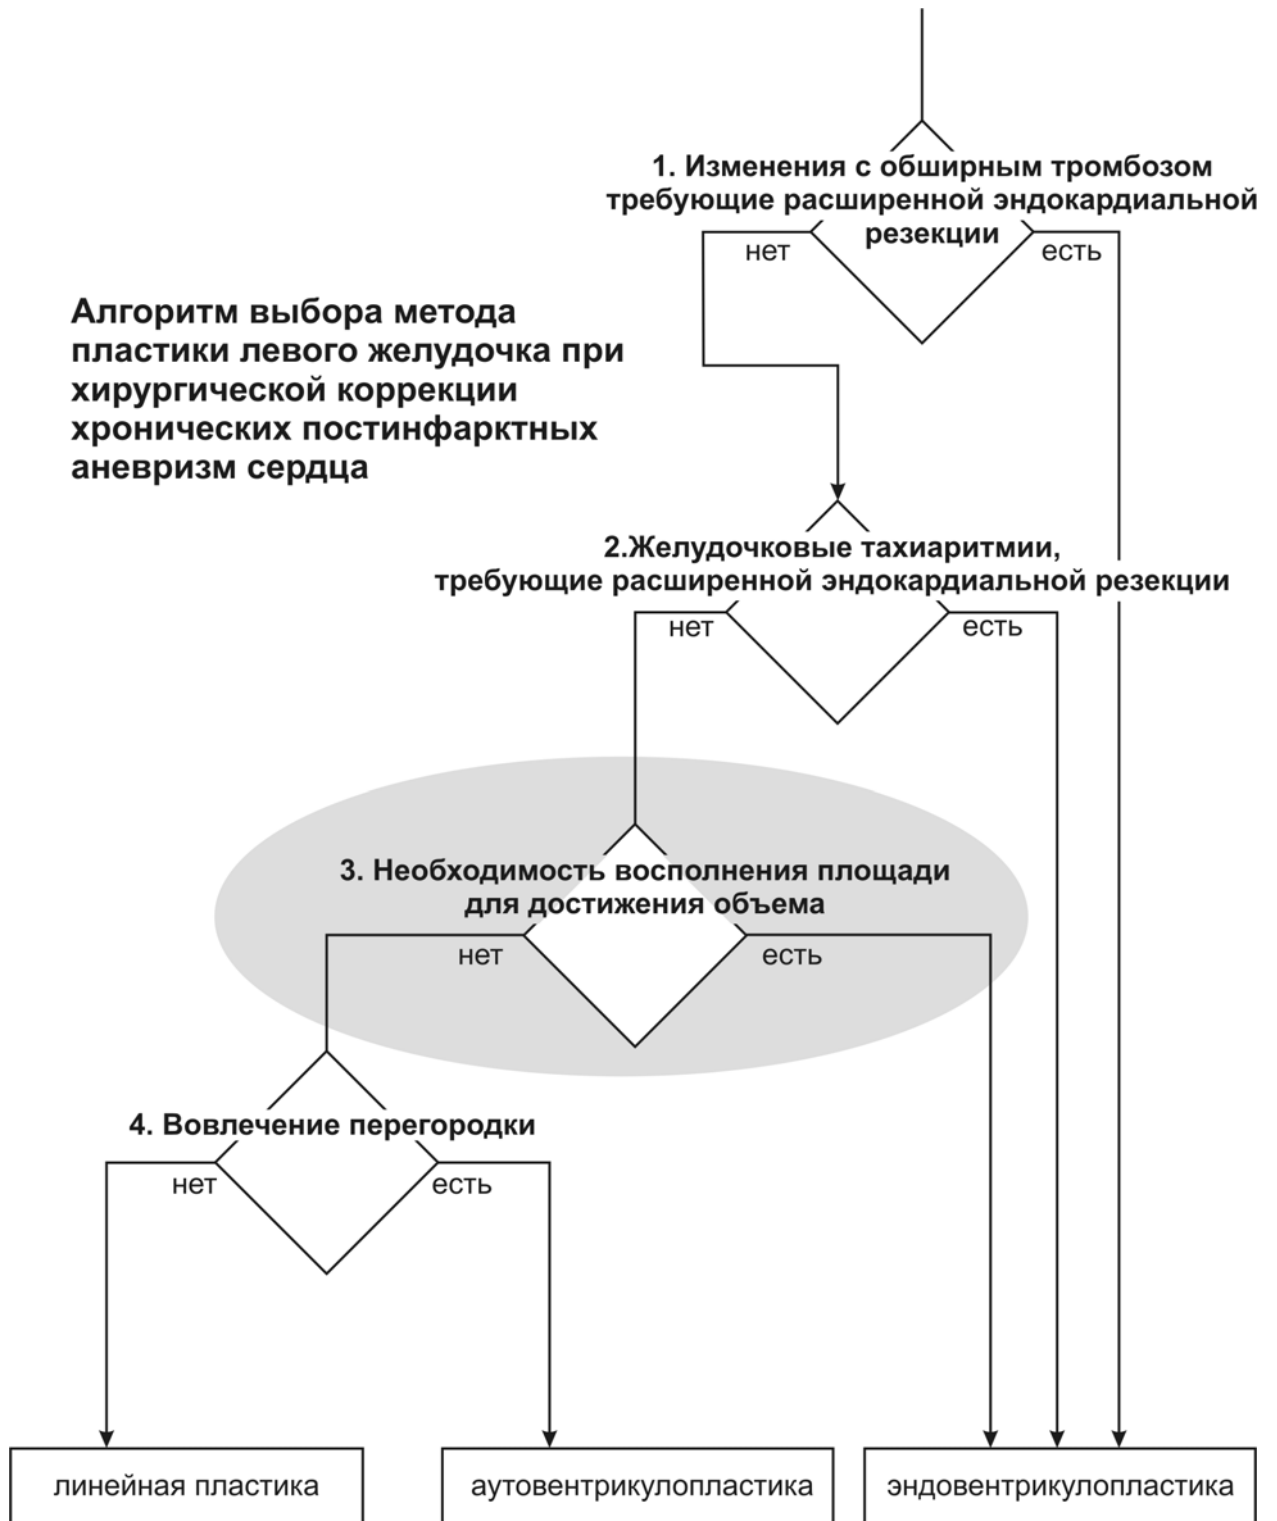 1. Изменения с обширным тромбозом
требующие расширенной эндокардиальной
резекции
нет
есть
Алгоритм выбора метода
пластики левого желудочка при
хирургической коррекции
хронических постинфарктных
аневризм сердца
2.Желудочковые тахиаритмии,
требующие расширенной эндокардиальной резекции
нет
есть
3. Необходимость восполнения площади
для достижения объема
нет
есть
4. Вовлечение перегородки
нет
есть
линейная пластика
аутовентрикулопластика
эндовентрикулопластика